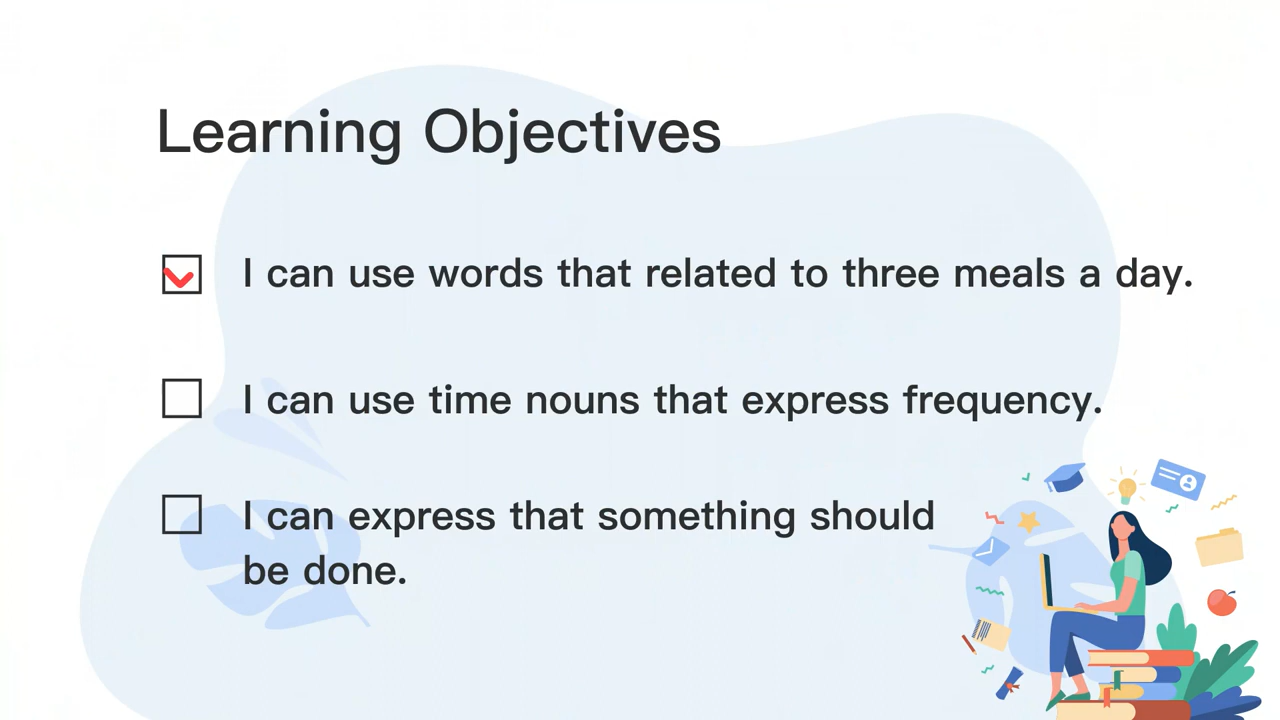 Learning Objectives
I can use words that related to three meals a day.
I can use time nouns that express frequency.
I can express that something should
be done.